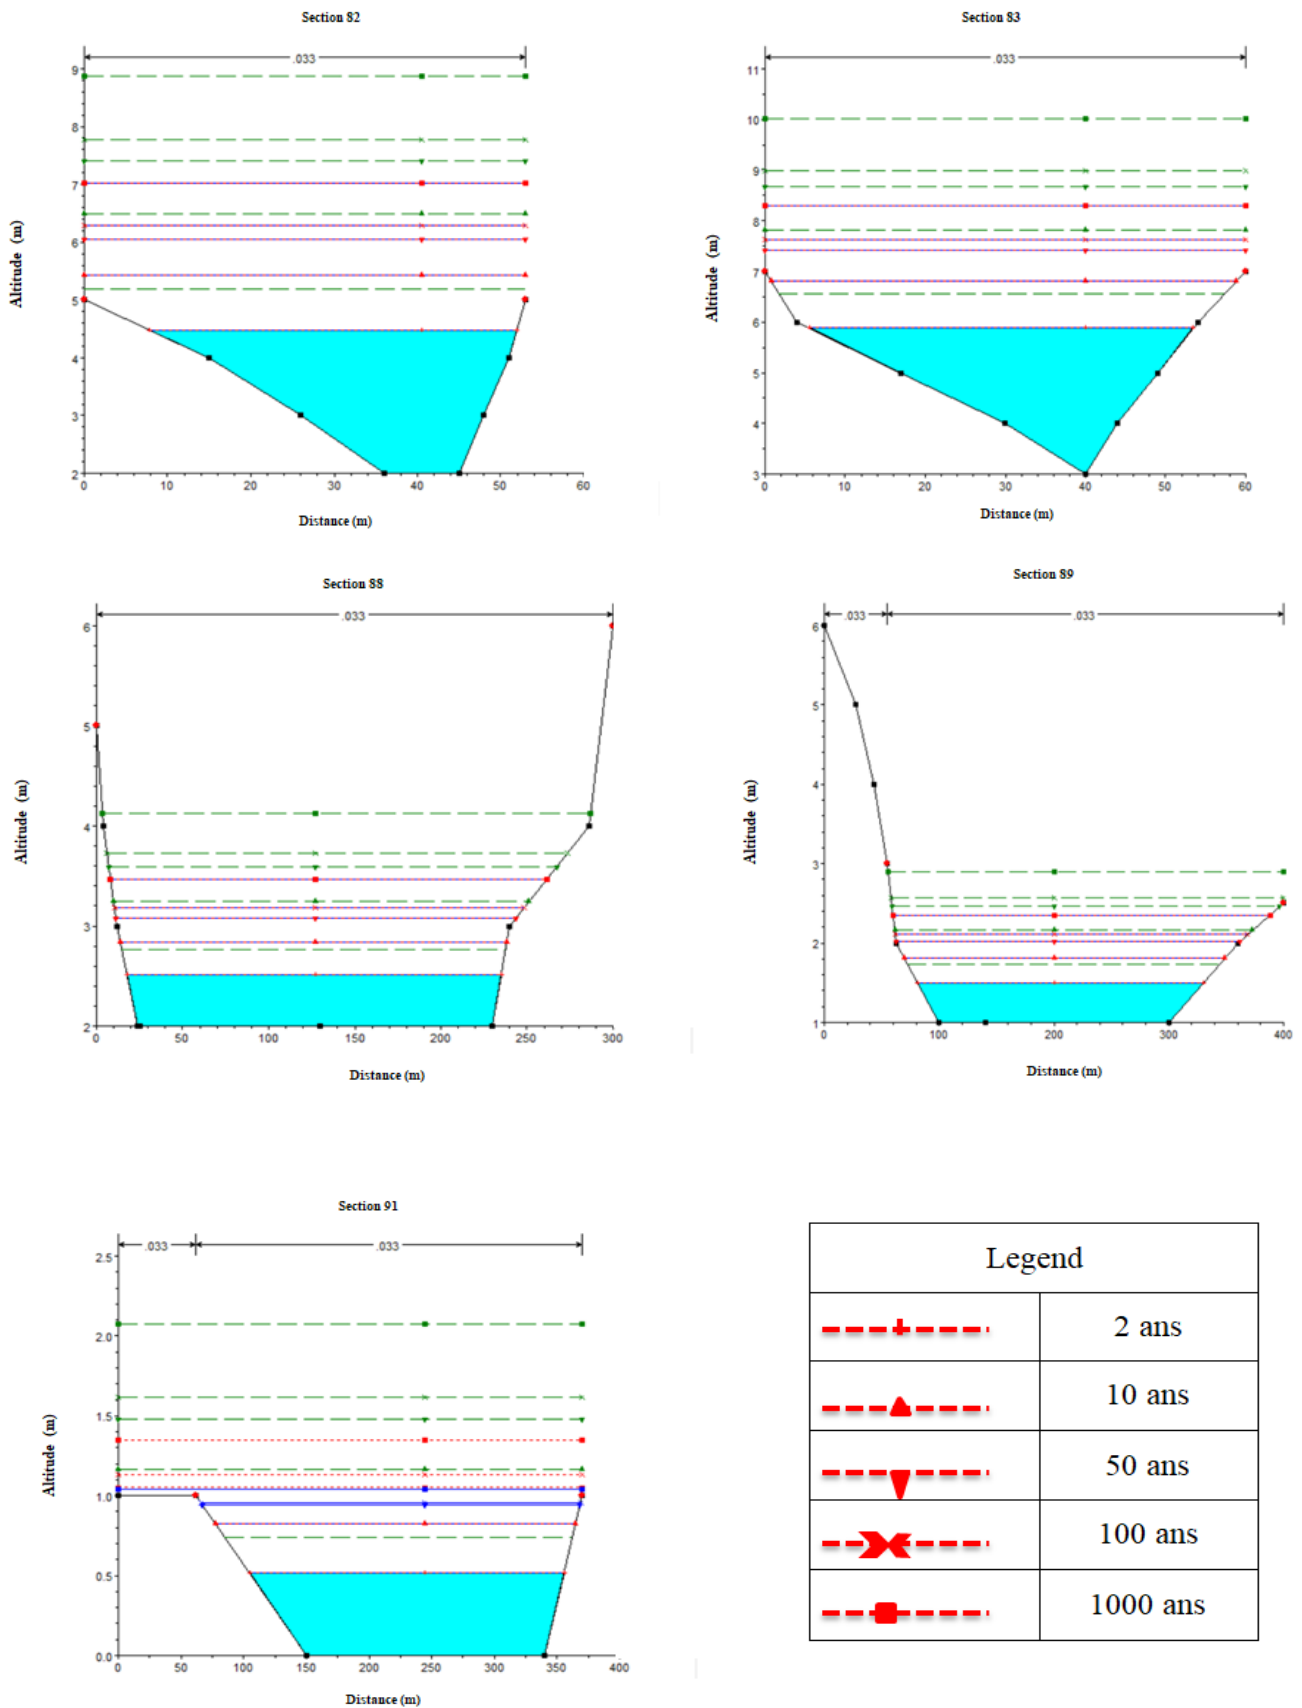 Section 82
.033
9
8
7
6
5
4
3
2
0 10 20 30 40 50 60
Altitude (m)
Distance (m)
Section 83
.033
11
10
9
8
7
6
5
4
3
0 10 20 30 40 50 60
Altitude (m)
Distance (m)
Section 88
.033
6
5
4
3
2
0 50 100 150 200 250 300
Altitude (m)
Distance (m)
Section 89
.033 .033
6
5
4
3
2
1
0 100 200 300 400
Altitude (m)
Distance (m)
Section 91
.033 .033
2.5
2.0
1.5
1.0
0.5
0.0
0 50 100 150 200 250 300 350 400
Altitude (m)
Distance (m)
Legend
2 ans
10 ans
50 ans
100 ans
1000 ans